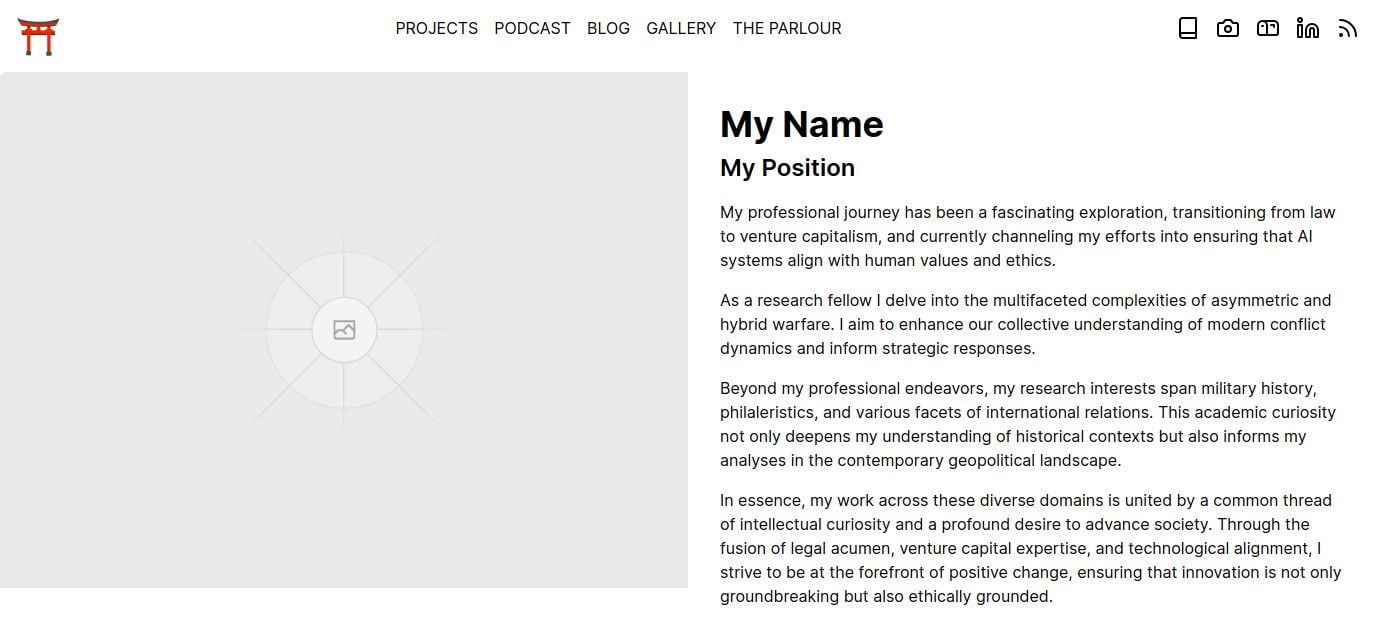 PROJECTS PODCAST BLOG GALLERY THE PARLOUR
My Name
My Position
My professional journey has been a fascinating exploration, transitioning from law
to venture capitalism, and currently channeling my efforts into ensuring that AI
systems align with human values and ethics.
As a research fellow I delve into the multifaceted complexities of asymmetric and
hybrid warfare. I aim to enhance our collective understanding of modern conflict
dynamics and inform strategic responses.
Beyond my professional endeavors, my research interests span military history,
philaleristics, and various facets of international relations. This academic curiosity
not only deepens my understanding of historical contexts but also informs my
analyses in the contemporary geopolitical landscape.
In essence, my work across these diverse domains is united by a common thread
of intellectual curiosity and a profound desire to advance society. Through the
fusion of legal acumen, venture capital expertise, and technological alignment, I
strive to be at the forefront of positive change, ensuring that innovation is not only
groundbreaking but also ethically grounded.